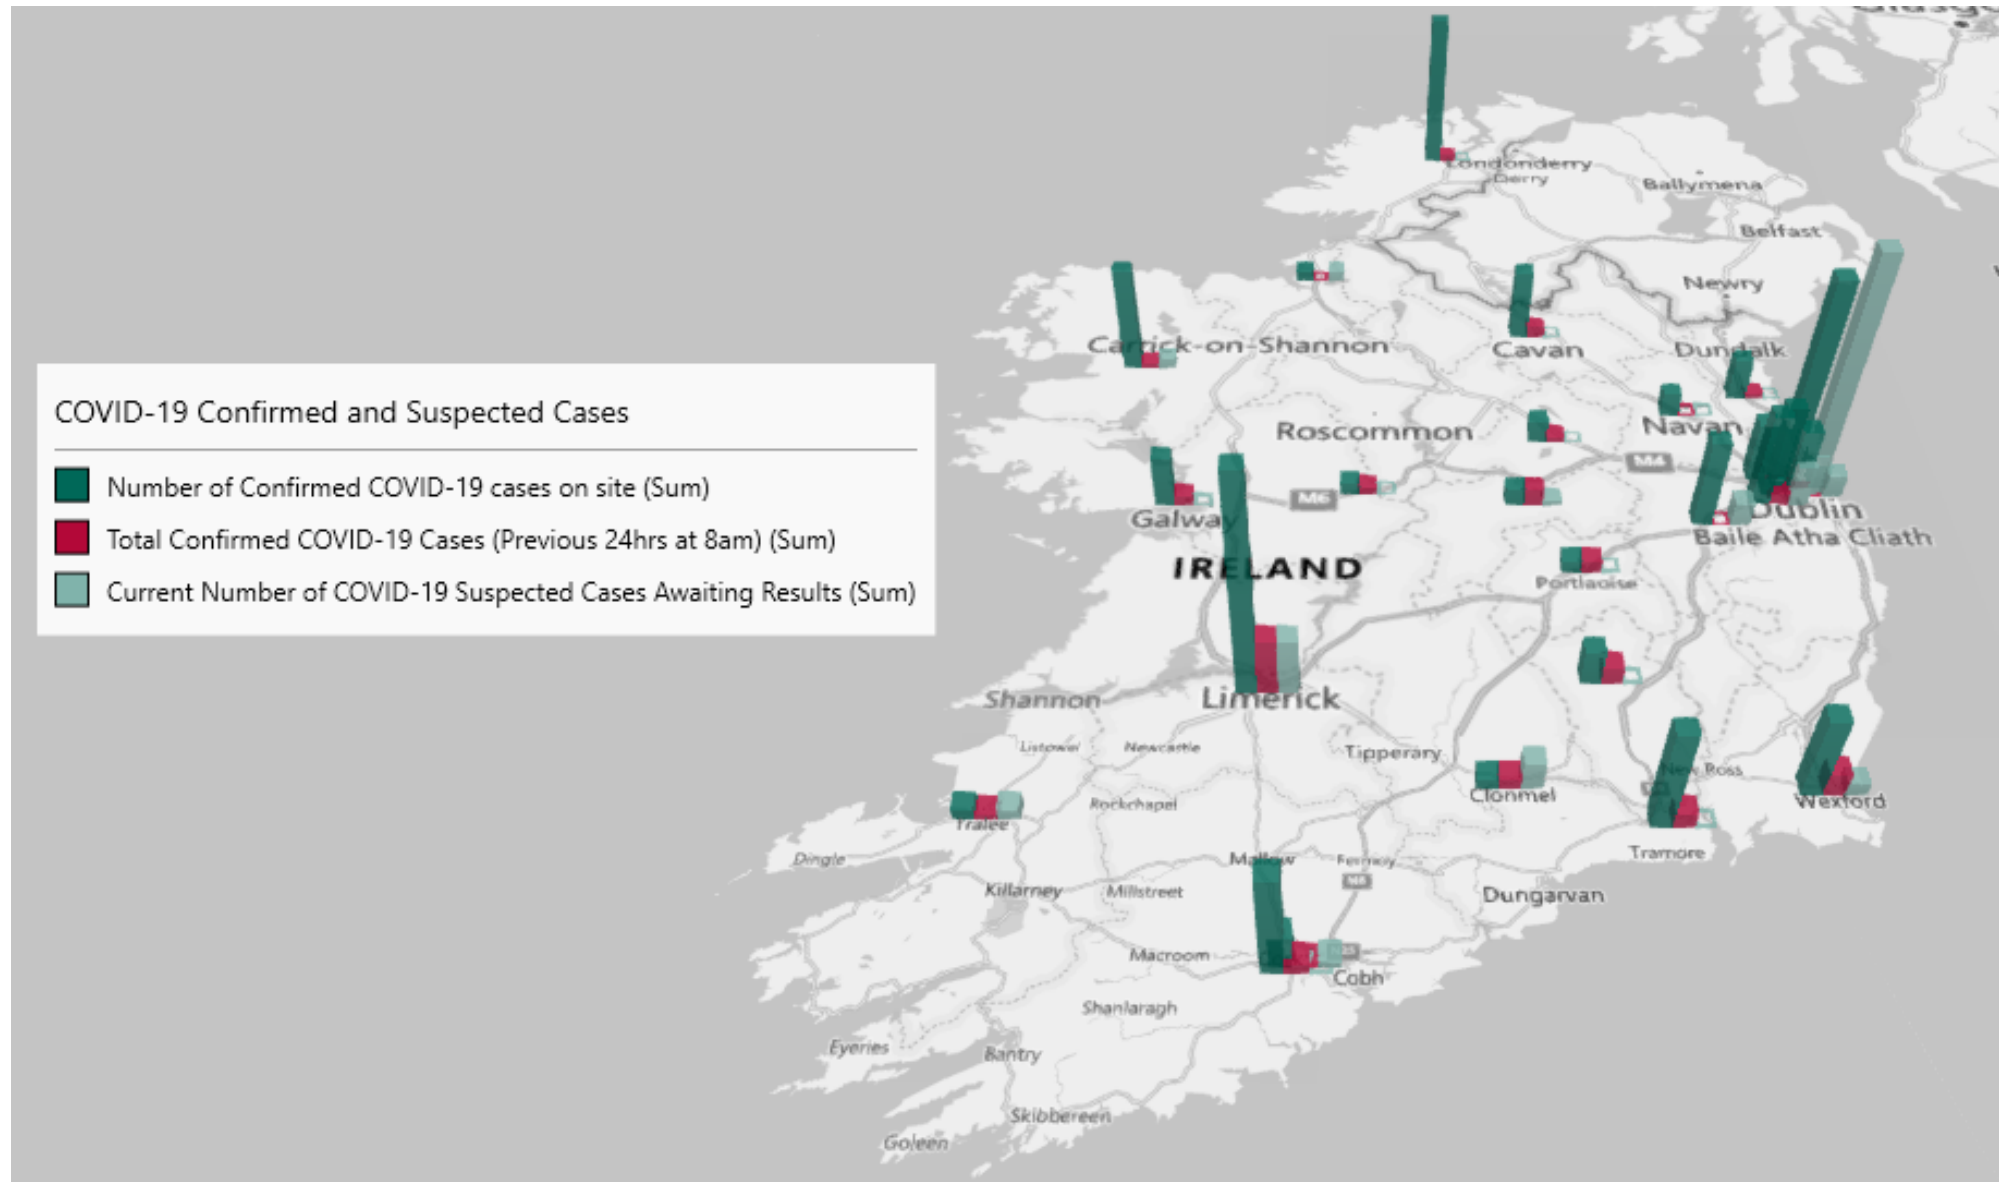 Glasgow
Londonderry
Derry
Ballymena
Belfast
Newry
Carrick-on-Shannon
Cavan
Dundalk
COVID-19 Confirmed and Suspected Cases
Number of Confirmed COVID-19 cases on site (Sum)
Total Confirmed COVID-19 Cases (Previous 24hrs at 8am) (Sum)
Current Number of COVID-19 Suspected Cases Awaiting Results (Sum)
Roscommon
Navan
M4
M6
Galway
Dublin
Baile Atha Cliath
IRELAND
Portlaoise
Shannon
Limerick
Listowel
Newcastle
Tipperary
New Ross
Rockchapel
Clonmel
Wexford
Tralee
Dingle
Mallow
Fermoy
Tramore
Killarney
Millstreet
M8
Dungarvan
Macroom
N25
Cobh
Shanlaragh
Eyeries
Bantry
Skibbereen
Goleen